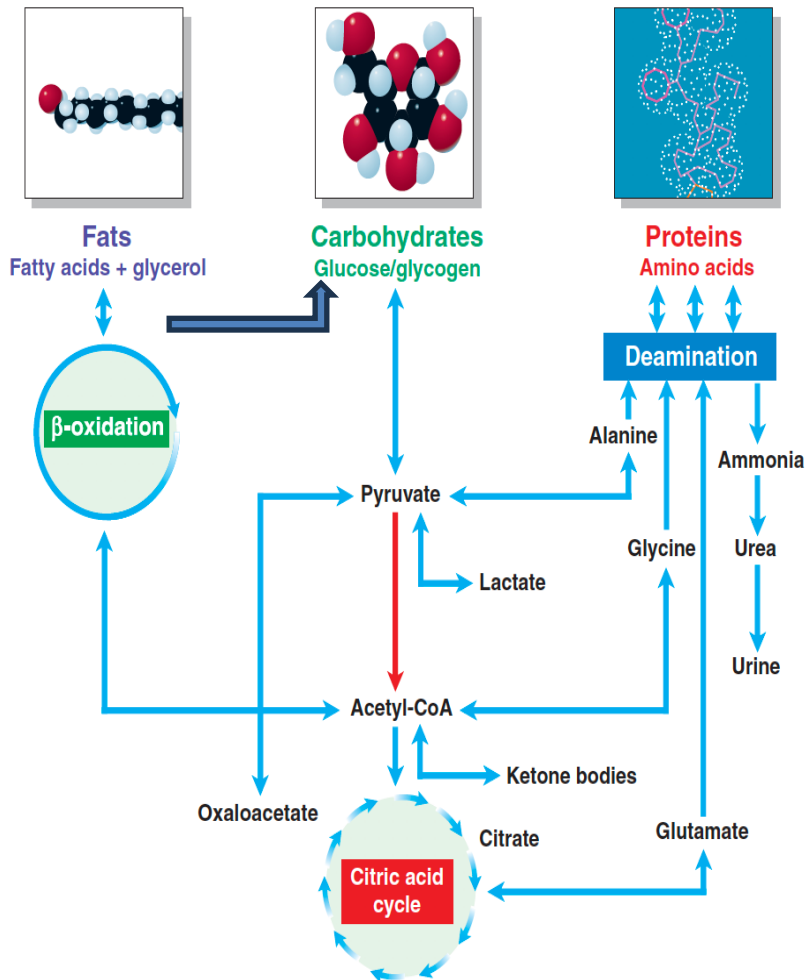 Fats
Fatty acids + glycerol
Carbohydrates
Glucose/glycogen
Proteins
Amino acids
β-oxidation
Deamination
Alanine
Ammonia
Pyruvate
Glycine
Urea
Lactate
Urine
Acetyl-CoA
Ketone bodies
Oxaloacetate
Citrate
Glutamate
Citric acid
cycle